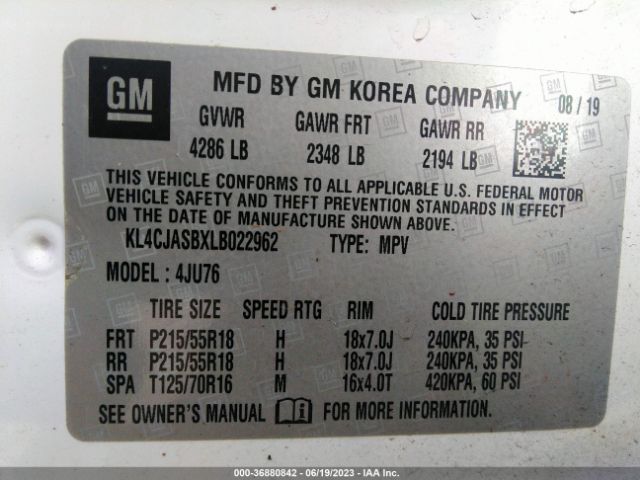 GM MFD BY GM KOREA COMPANY 08 / 19
GVWR GAWR FRT GAWR RR
4286 LB 2348 LB 2194 LB
THIS VEHICLE CONFORMS TO ALL APPLICABLE U.S. FEDERAL MOTOR
VEHICLE SAFETY AND THEFT PREVENTION STANDARDS IN EFFECT
ON THE DATE OF MANUFACTURE SHOWN ABOVE.
KL4CJASBXLB022962 TYPE: MPV
MODEL : 4JU76
TIRE SIZE SPEED RTG RIM COLD TIRE PRESSURE
FRT P215/55R18 H 18x7.0J 240KPA, 35 PSI
RR P215/55R18 H 18x7.0J 240KPA, 35 PSI
SPA T125/70R16 M 16x4.0T 420KPA, 60 PSI
SEE OWNER'S MANUAL i FOR MORE INFORMATION.
000-36880842 - 06/19/2023 - IAA Inc.